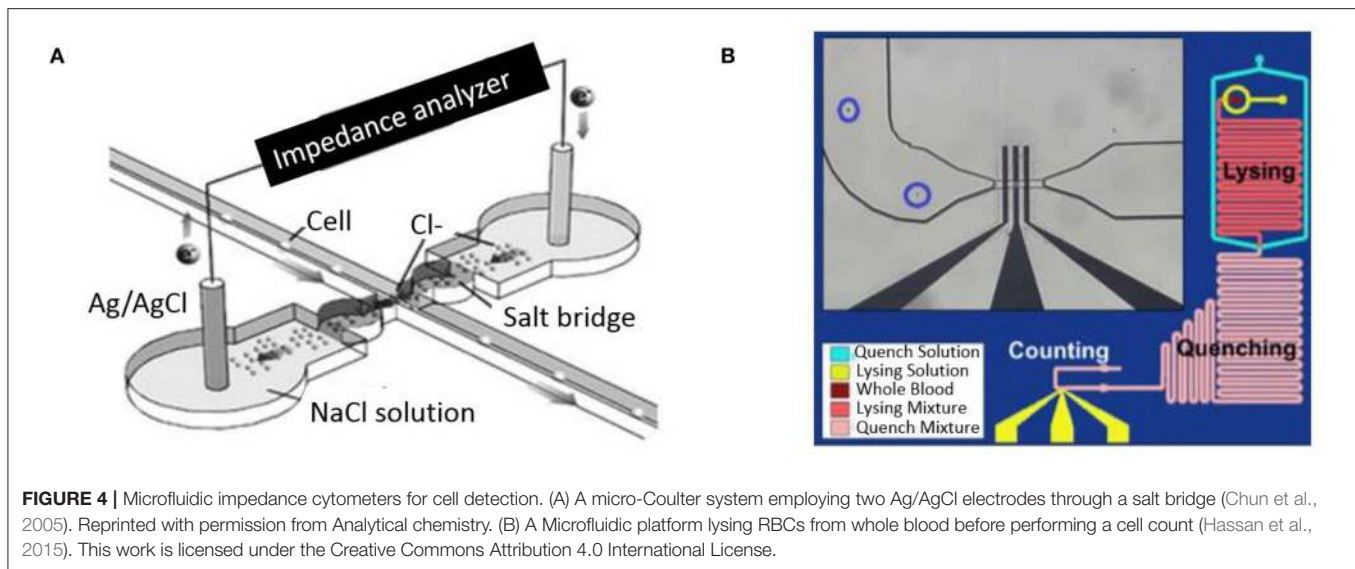 A
Impedance analyzer
e-
Cell
Cl-
e-
Ag/AgCl
Salt bridge
NaCl solution
B
Lysing
Counting
Quenching
Quench Solution
Lysing Solution
Whole Blood
Lysing Mixture
Quench Mixture
FIGURE 4 | Microfluidic impedance cytometers for cell detection. (A) A micro-Coulter system employing two Ag/AgCl electrodes through a salt bridge (Chun et al.,
2005). Reprinted with permission from Analytical chemistry. (B) A Microfluidic platform lysing RBCs from whole blood before performing a cell count (Hassan et al.,
2015). This work is licensed under the Creative Commons Attribution 4.0 International License.